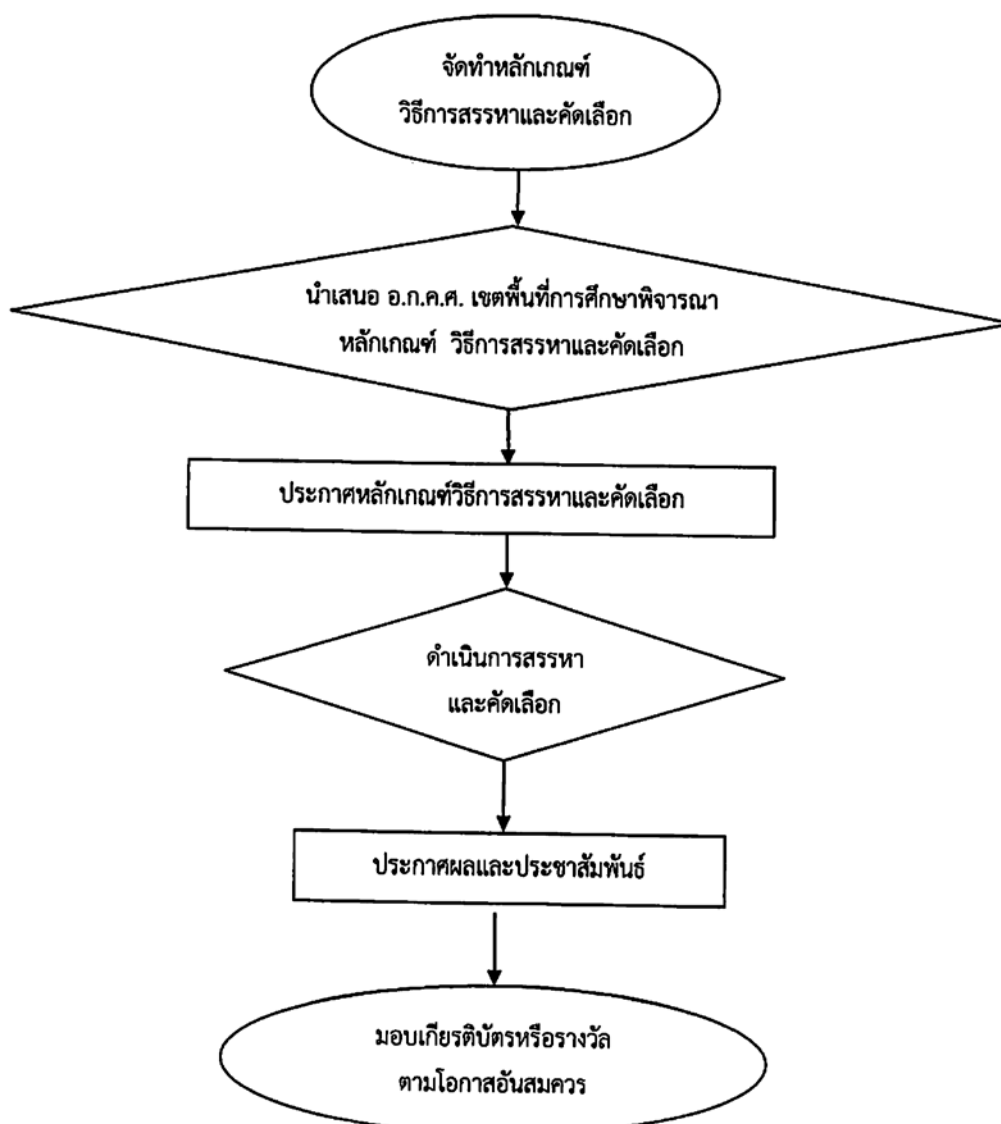 จัดทำหลักเกณฑ์
วิธีการสรรหาและคัดเลือก
นำเสนอ อ.ก.ค.ศ. เขตพื้นที่การศึกษาพิจารณา
หลักเกณฑ์ วิธีการสรรหาและคัดเลือก
ประกาศหลักเกณฑ์วิธีการสรรหาและคัดเลือก
ดำเนินการสรรหา
และคัดเลือก
ประกาศผลและประชาสัมพันธ์
มอบเกียรติบัตรหรือรางวัล
ตามโอกาสอันสมควร